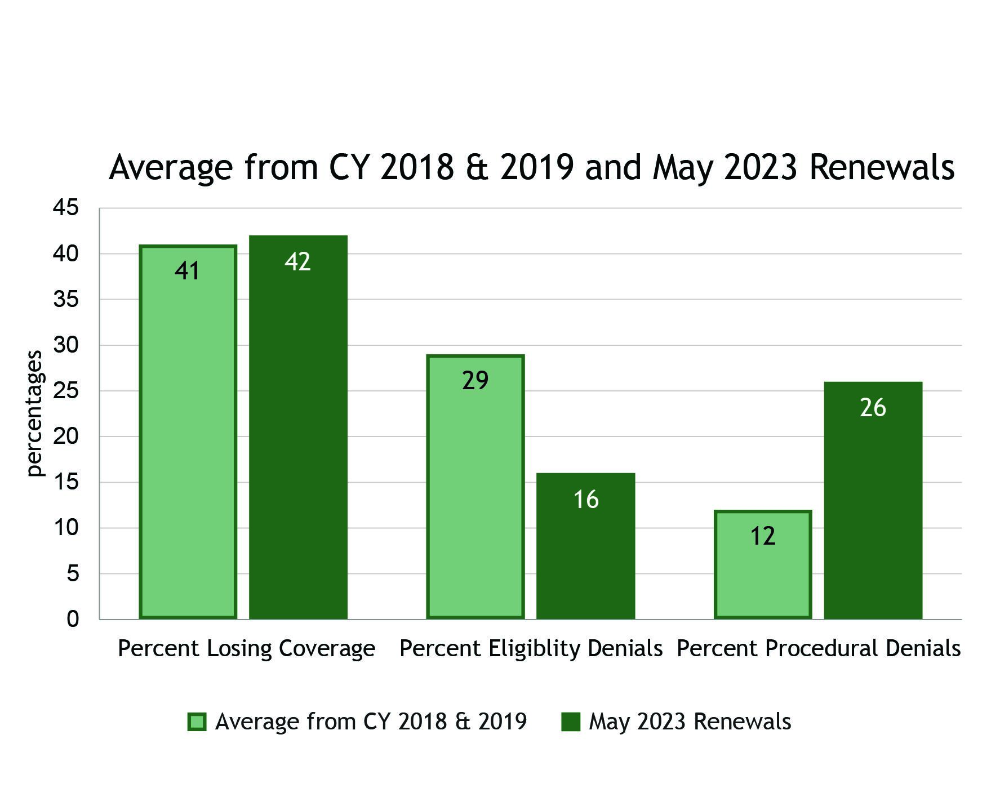 Average from CY 2018 & 2019 and May 2023 Renewals
45
40
35
30
25
20
15
10
5
0
percentages
41
42
29
16
12
26
Percent Losing Coverage
Percent Eligiblity Denials
Percent Procedural Denials
Average from CY 2018 & 2019
May 2023 Renewals